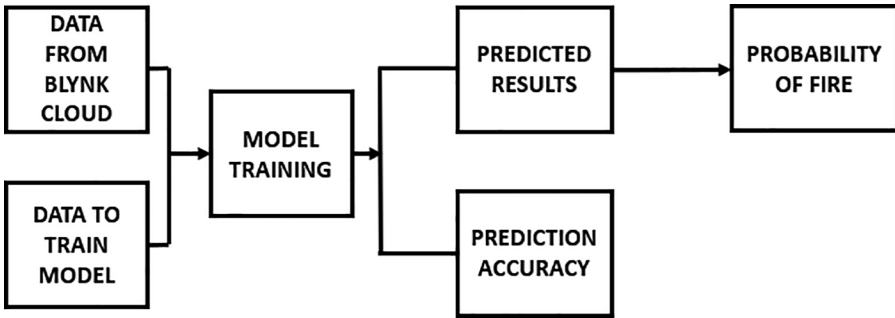 DATA
FROM
BLYNK
CLOUD
DATA TO
TRAIN
MODEL
MODEL
TRAINING
PREDICTED
RESULTS
PREDICTION
ACCURACY
PROBABILITY
OF FIRE